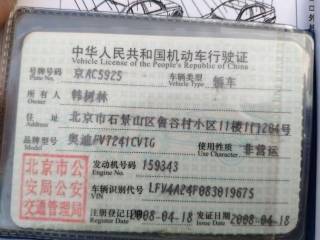 中华人民共和国机动车行驶证
Vehicle License of the People's Republic of China
号牌号码 京AC5925 车辆类型 轿车
Plate No. Vehicle Type
所有人 韩树林
Owner
住址 北京市石景山区鲁谷村小区11楼1门204号
Address
品牌型号 奥迪FV7241CVTG 使用性质 非营运
Model Use Character
北京市公安局公安交通管理局
发动机号码 159343
Engine No.
车辆识别代号 LFV4A24F083019675
VIN
注册登记日期 2008-04-18 发证日期 2008-04-18
Register Date Issue Date